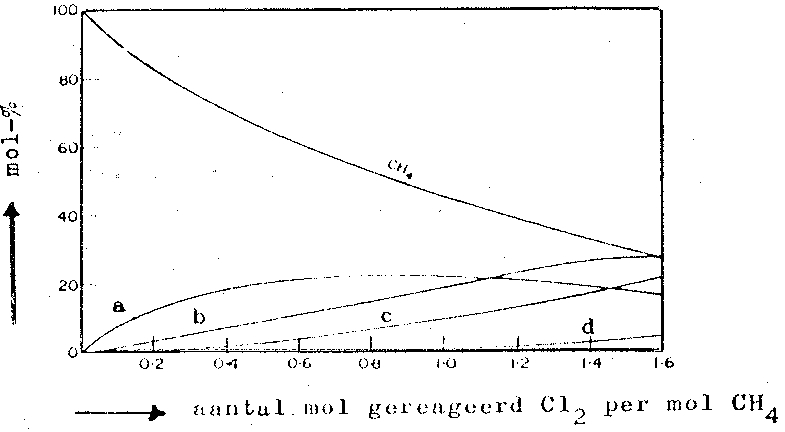 100
80
60
40
20
0
mol-%
CH4
a
b
c
d
0·2 0·4 0·6 0·8 1·0 1·2 1·4 1·6
aantal mol gereageerd Cl2 per mol CH4